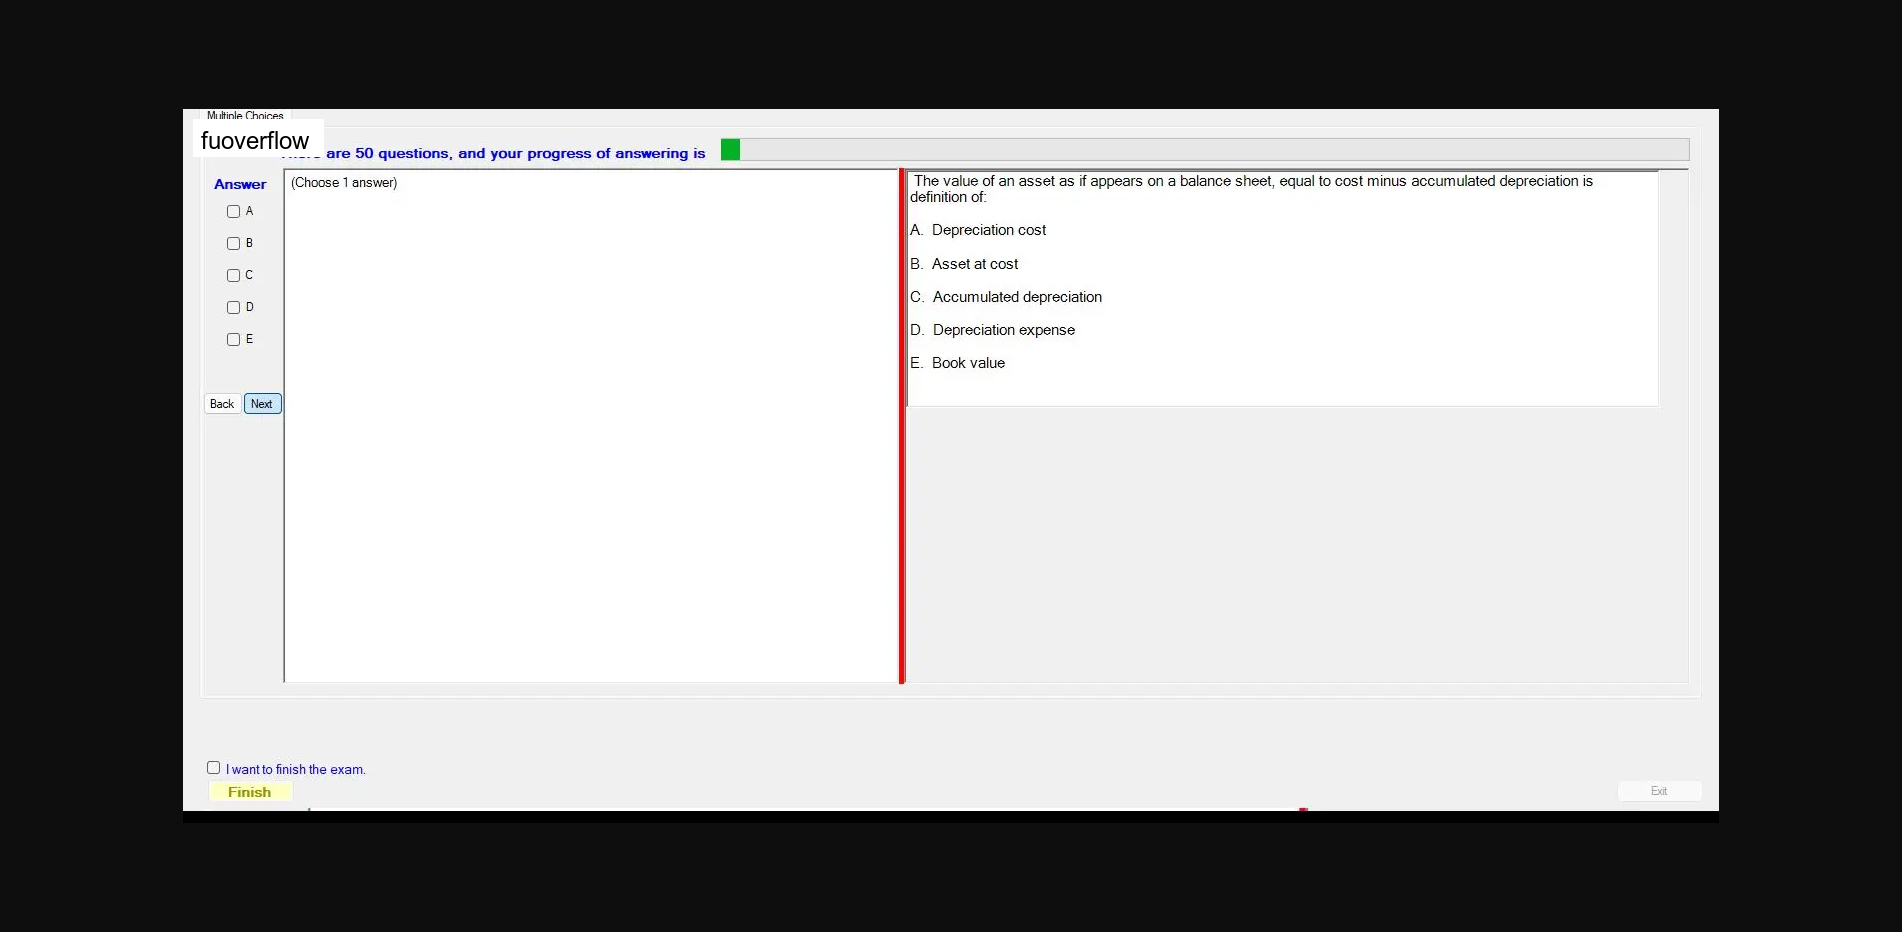 Multiple Choices
fuoverflow
are 50 questions, and your progress of answering is
Answer
(Choose 1 answer)
A
B
C
D
E
Back Next
The value of an asset as if appears on a balance sheet, equal to cost minus accumulated depreciation is
definition of:
A. Depreciation cost
B. Asset at cost
C. Accumulated depreciation
D. Depreciation expense
E. Book value
I want to finish the exam.
Finish
Exit